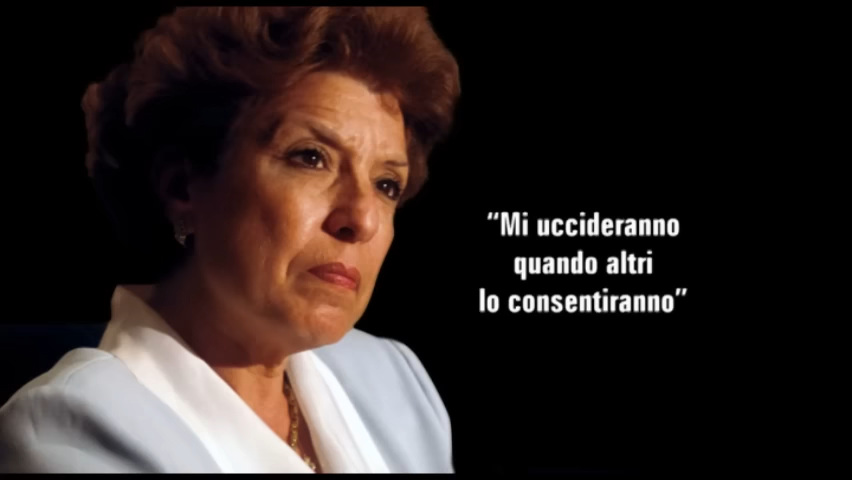 “Mi uccideranno
quando altri
lo consentiranno”